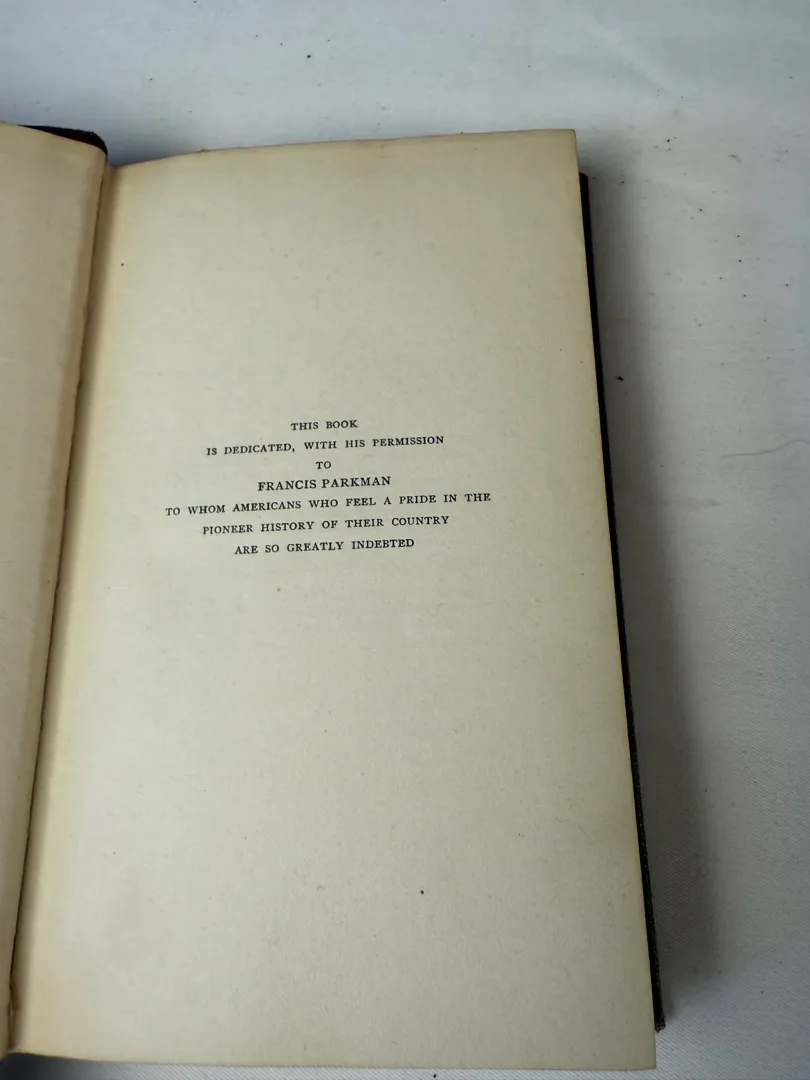 THIS BOOK
IS DEDICATED, WITH HIS PERMISSION
TO
FRANCIS PARKMAN
TO WHOM AMERICANS WHO FEEL A PRIDE IN THE
PIONEER HISTORY OF THEIR COUNTRY
ARE SO GREATLY INDEBTED